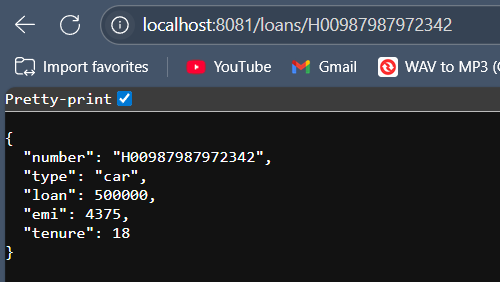 localhost:8081/loans/H00987987972342
Import favorites YouTube Gmail WAV to MP3 (
Pretty-print
{
"number": "H00987987972342",
"type": "car",
"loan": 500000,
"emi": 4375,
"tenure": 18
}